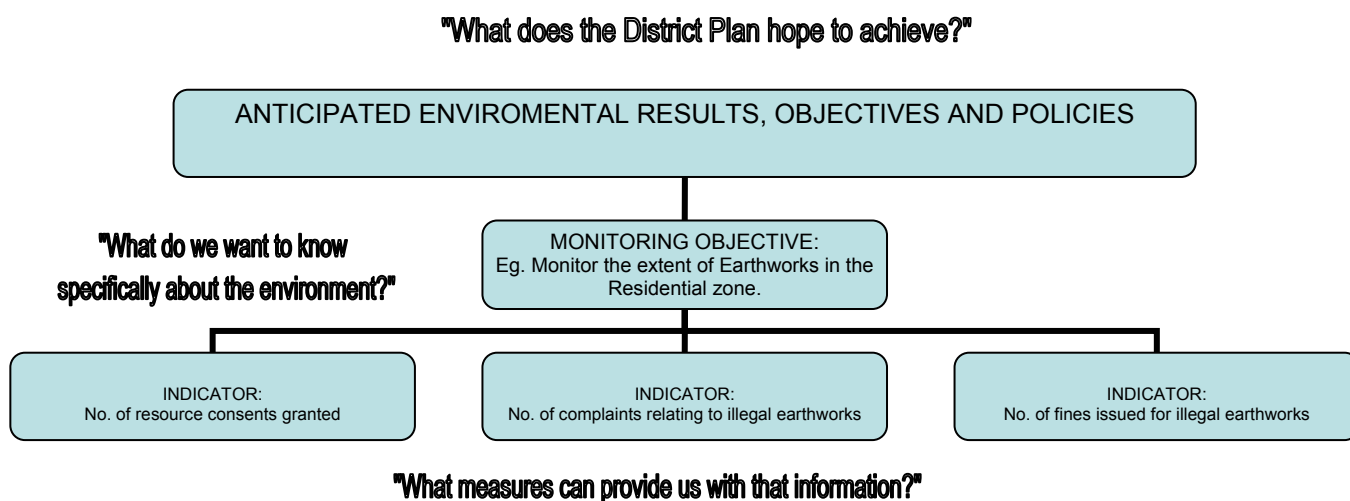 "What does the District Plan hope to achieve?"
ANTICIPATED ENVIROMENTAL RESULTS, OBJECTIVES AND POLICIES
"What do we want to know
specifically about the environment?"
MONITORING OBJECTIVE:
Eg. Monitor the extent of Earthworks in the
Residential zone.
INDICATOR:
No. of resource consents granted
INDICATOR:
No. of complaints relating to illegal earthworks
INDICATOR:
No. of fines issued for illegal earthworks
"What measures can provide us with that information?"